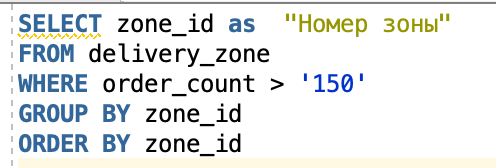 SELECT zone_id as "Номер зоны"
FROM delivery_zone
WHERE order_count > '150'
GROUP BY zone_id
ORDER BY zone_id